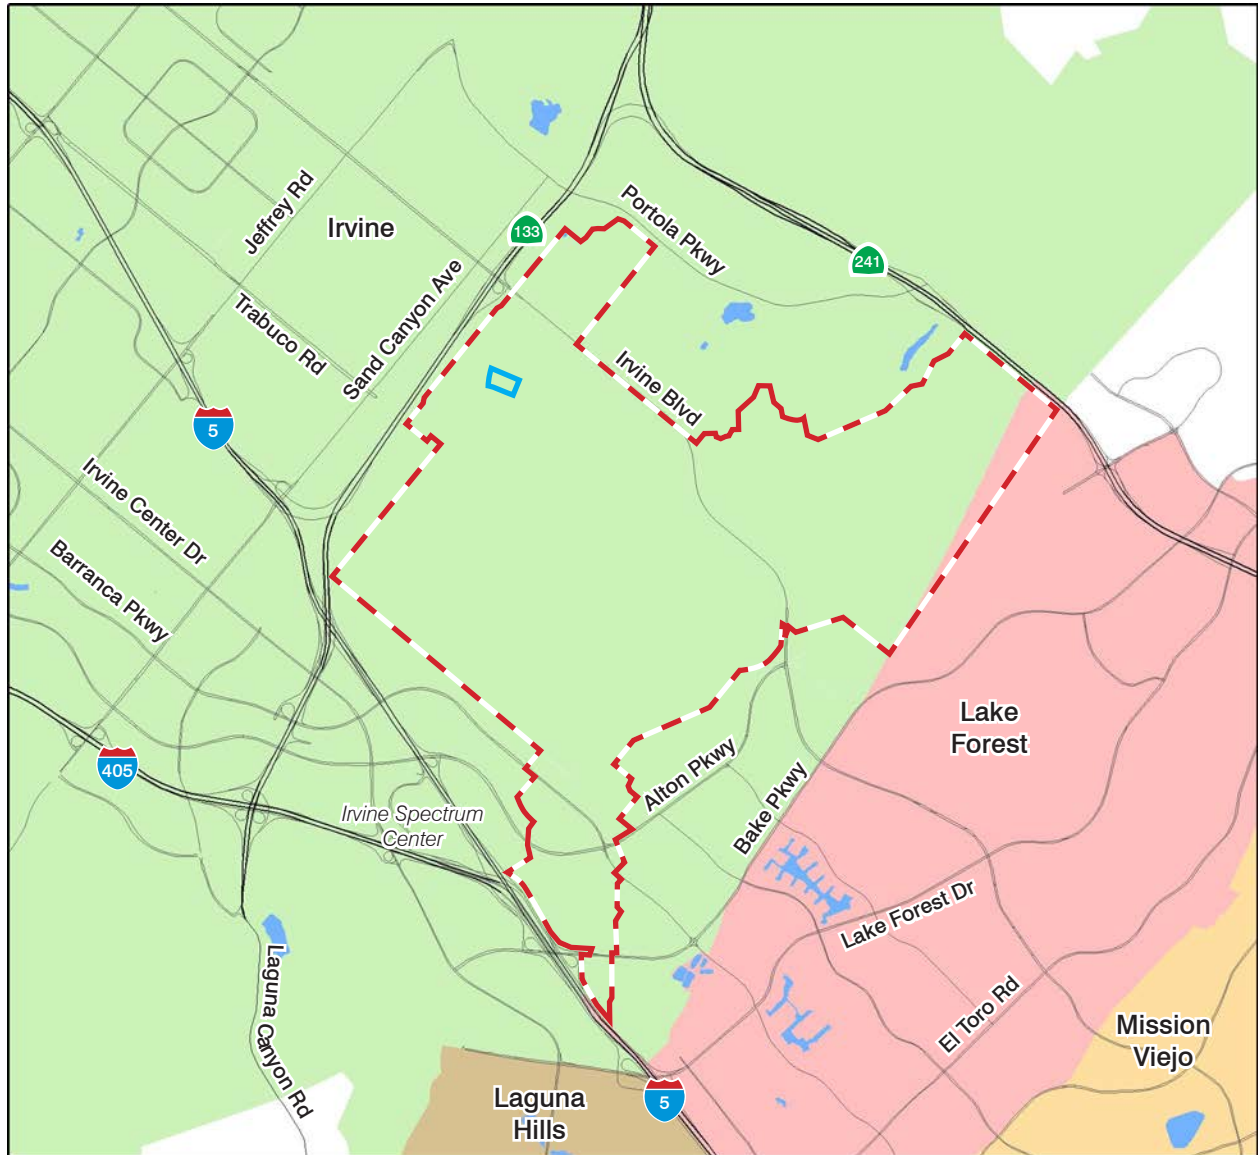 Portola Pkwy
Jeffrey Rd
Irvine
133
241
Sand Canyon Ave
Trabuco Rd
Irvine Blvd
5
Irvine Center Dr
Barranca Pkwy
Lake
Forest
405
Alton Pkwy
Bake Pkwy
Irvine Spectrum
Center
Lake Forest Dr
Laguna Canyon Rd
El Toro Rd
Mission
Viejo
Laguna
Hills
5